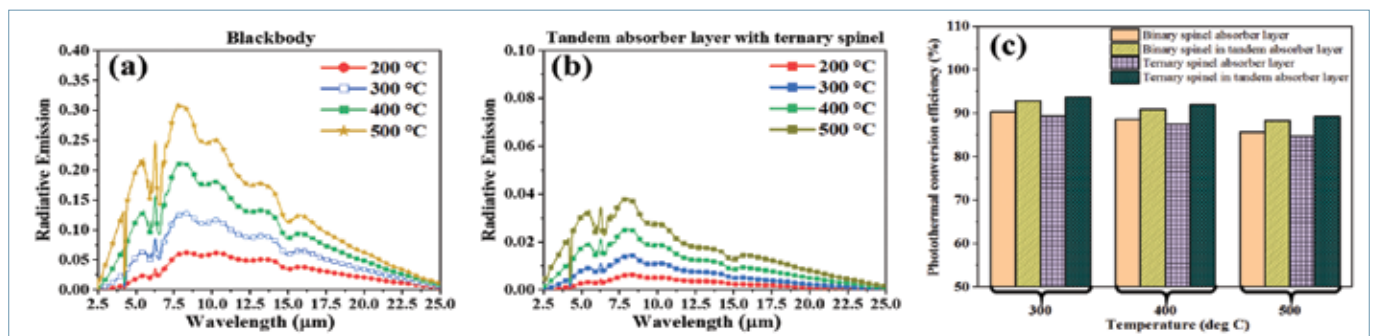 Blackbody
(a)
200 °C
300 °C
400 °C
500 °C
Radiative Emission
0.40
0.35
0.30
0.25
0.20
0.15
0.10
0.05
0.00
2.5 5.0 7.5 10.0 12.5 15.0 17.5 20.0 22.5 25.0
Wavelength (μm)
Tandem absorber layer with ternary spinel
(b)
200 °C
300 °C
400 °C
500 °C
Radiative Emission
0.10
0.08
0.06
0.04
0.02
0.00
2.5 5.0 7.5 10.0 12.5 15.0 17.5 20.0 22.5 25.0
Wavelength (μm)
(c)
Binary spinel absorber layer
Binary spinel in tandem absorber layer
Ternary spinel absorber layer
Ternary spinel in tandem absorber layer
Photothermal conversion efficiency (%)
110
100
90
80
70
60
50
300 400 500
Temperature (deg C)